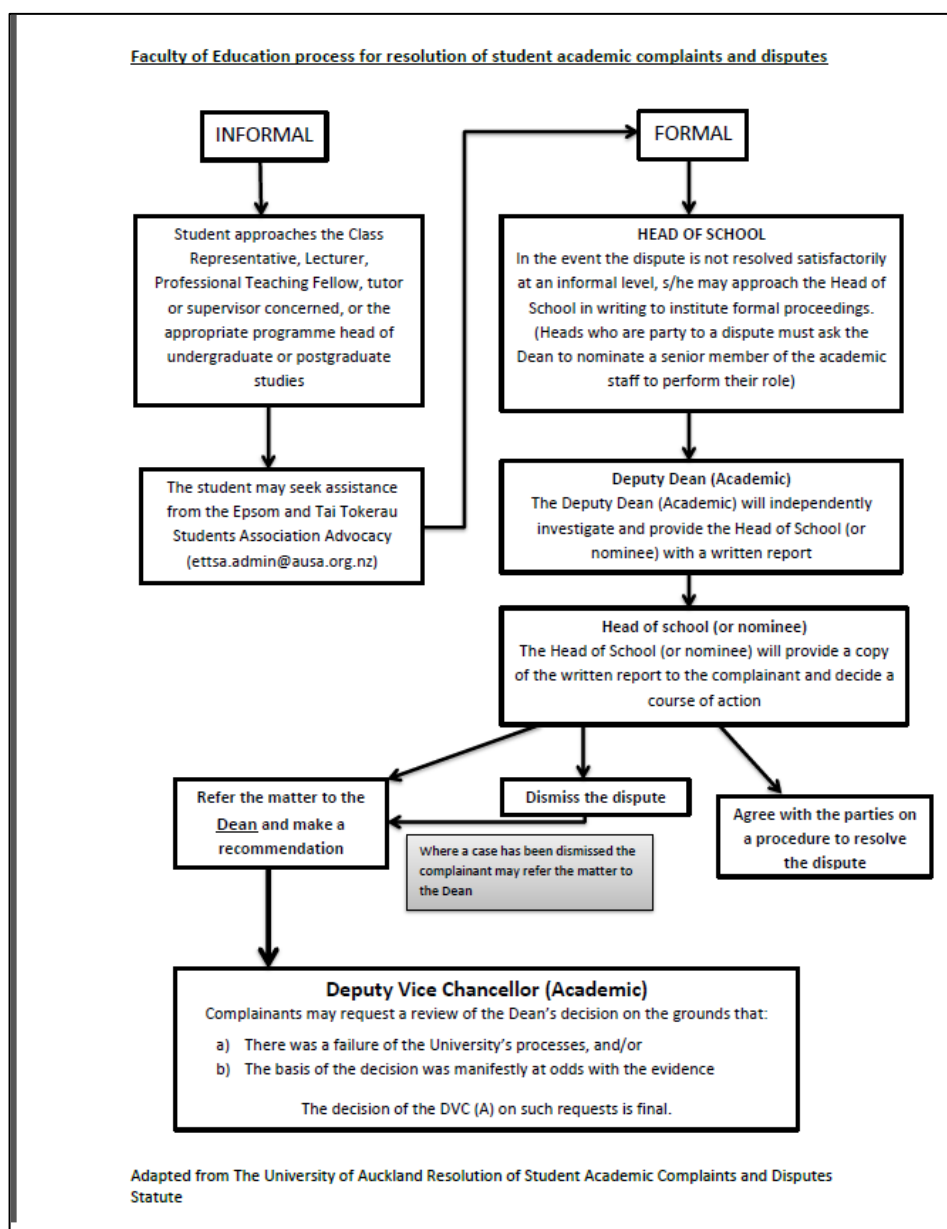 Faculty of Education process for resolution of student academic complaints and disputes
INFORMAL
Student approaches the Class
Representative, Lecturer,
Professional Teaching Fellow, tutor
or supervisor concerned, or the
appropriate programme head of
undergraduate or postgraduate
studies
The student may seek assistance
from the Epsom and Tai Tokerau
Students Association Advocacy
(ettsa.admin@ausa.org.nz)
FORMAL
HEAD OF SCHOOL
In the event the dispute is not resolved satisfactorily
at an informal level, s/he may approach the Head of
School in writing to institute formal proceedings.
(Heads who are party to a dispute must ask the
Dean to nominate a senior member of the academic
staff to perform their role)
Deputy Dean (Academic)
The Deputy Dean (Academic) will independently
investigate and provide the Head of School (or
nominee) with a written report
Head of school (or nominee)
The Head of School (or nominee) will provide a copy
of the written report to the complainant and decide a
course of action
Refer the matter to the
Dean and make a
recommendation
Dismiss the dispute
Where a case has been dismissed the
complainant may refer the matter to
the Dean
Agree with the parties on
a procedure to resolve
the dispute
Deputy Vice Chancellor (Academic)
Complainants may request a review of the Dean's decision on the grounds that:
a) There was a failure of the University's processes, and/or
b) The basis of the decision was manifestly at odds with the evidence
The decision of the DVC (A) on such requests is final.
Adapted from The University of Auckland Resolution of Student Academic Complaints and Disputes
Statute